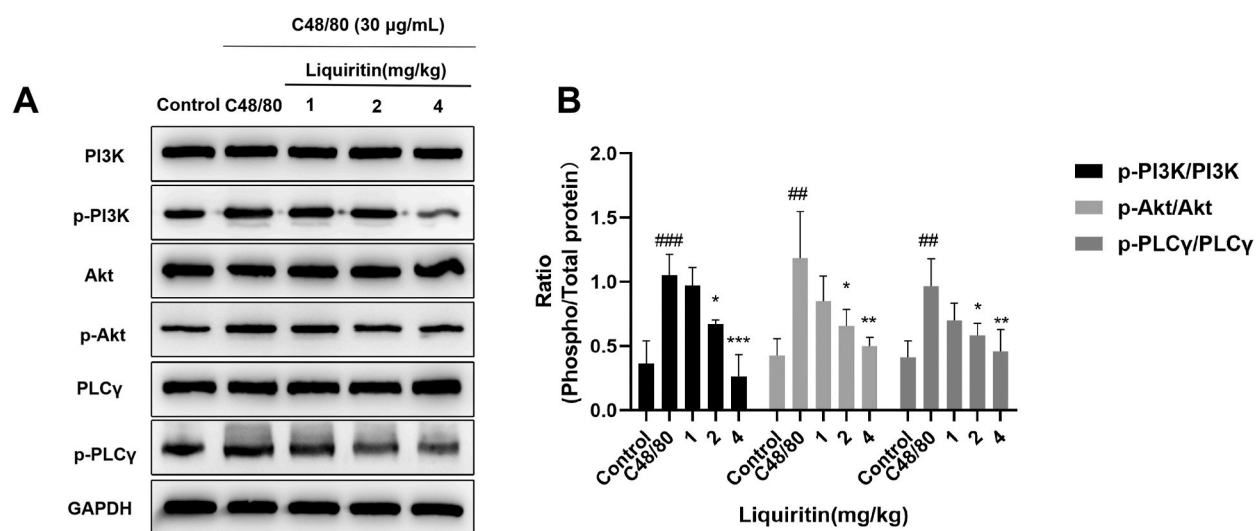 C48/80 (30 μg/mL)
Liquiritin(mg/kg)
A
Control C48/80 1 2 4
PI3K
p-PI3K
Akt
p-Akt
PLCγ
p-PLCγ
GAPDH
B
Ratio
(Phospho/Total protein)
2.0
1.5
1.0
0.5
0.0
###
*
***
##
*
**
##
*
**
Control C48/80 1 2 4 Control C48/80 1 2 4 Control C48/80 1 2 4
Liquiritin(mg/kg)
p-PI3K/PI3K
p-Akt/Akt
p-PLCγ/PLCγ